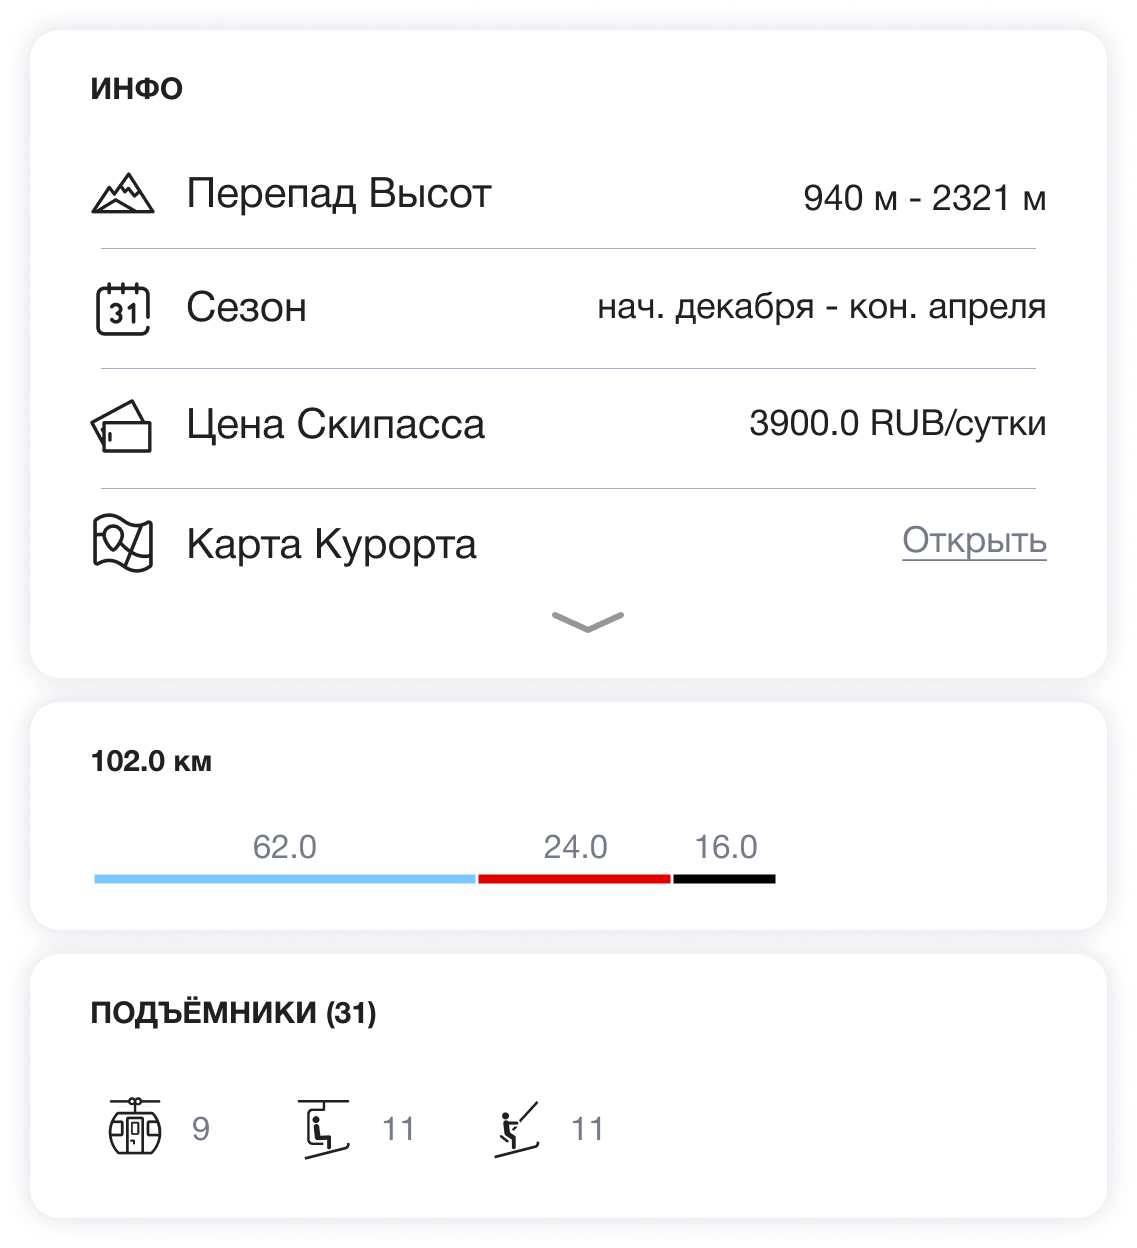 ИНФО
Перепад Высот 940 м - 2321 м
31 Сезон нач. декабря - кон. апреля
Цена Скипасса 3900.0 RUB/сутки
Карта Курорта Открыть
102.0 км
62.0 24.0 16.0
ПОДЪЁМНИКИ (31)
9 11 11